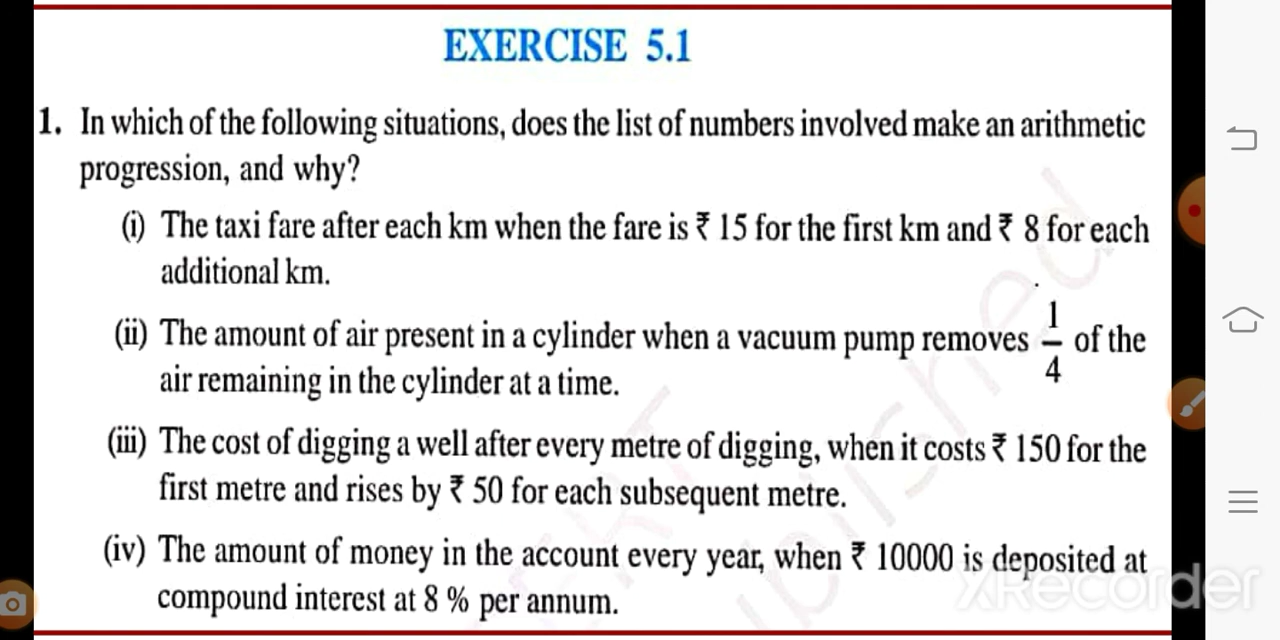 EXERCISE 5.1
1. In which of the following situations, does the list of numbers involved make an arithmetic
progression, and why?
(i) The taxi fare after each km when the fare is ₹ 15 for the first km and ₹ 8 for each
additional km.
(ii) The amount of air present in a cylinder when a vacuum pump removes 1/4 of the
air remaining in the cylinder at a time.
(iii) The cost of digging a well after every metre of digging, when it costs ₹ 150 for the
first metre and rises by ₹ 50 for each subsequent metre.
(iv) The amount of money in the account every year, when ₹ 10000 is deposited at
compound interest at 8 % per annum.
XRecorder